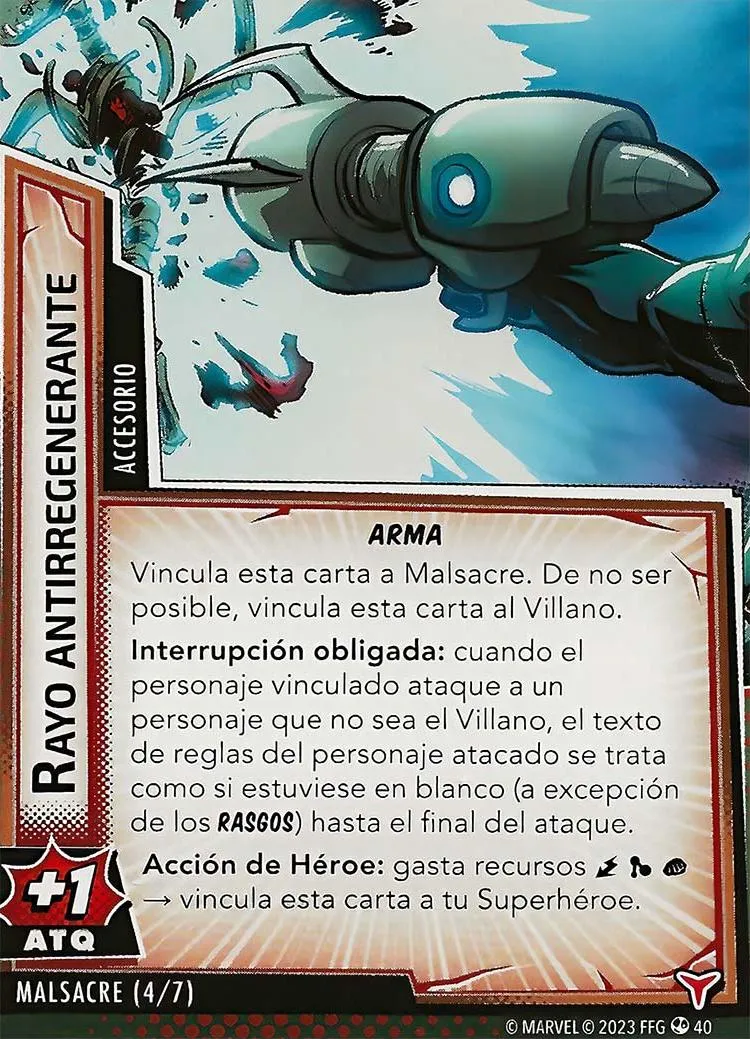 RAYO ANTIRREGENERANTE
ACCESORIO
ARMA
Vincula esta carta a Malsacre. De no ser
posible, vincula esta carta al Villano.
Interrupción obligada: cuando el
personaje vinculado ataque a un
personaje que no sea el Villano, el texto
de reglas del personaje atacado se trata
como si estuviese en blanco (a excepción
de los RASGOS) hasta el final del ataque.
Acción de Héroe: gasta recursos
→ vincula esta carta a tu Superhéroe.
+1
ATQ
MALSACRE (4/7)
© MARVEL © 2023 FFG 40